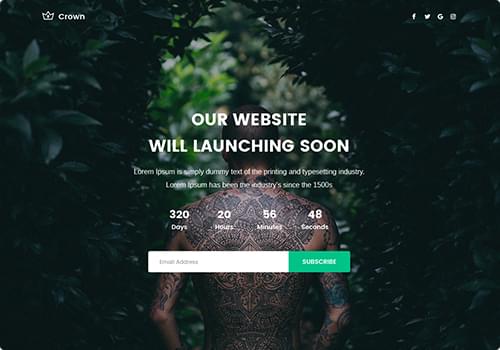 Crown
OUR WEBSITE
WILL LAUNCHING SOON
Lorem Ipsum is simply dummy text of the printing and typesetting industry.
Lorem Ipsum has been the industry's since the 1500s
320 20 56 48
Days Hours Minutes Seconds
Email Address SUBSCRIBE